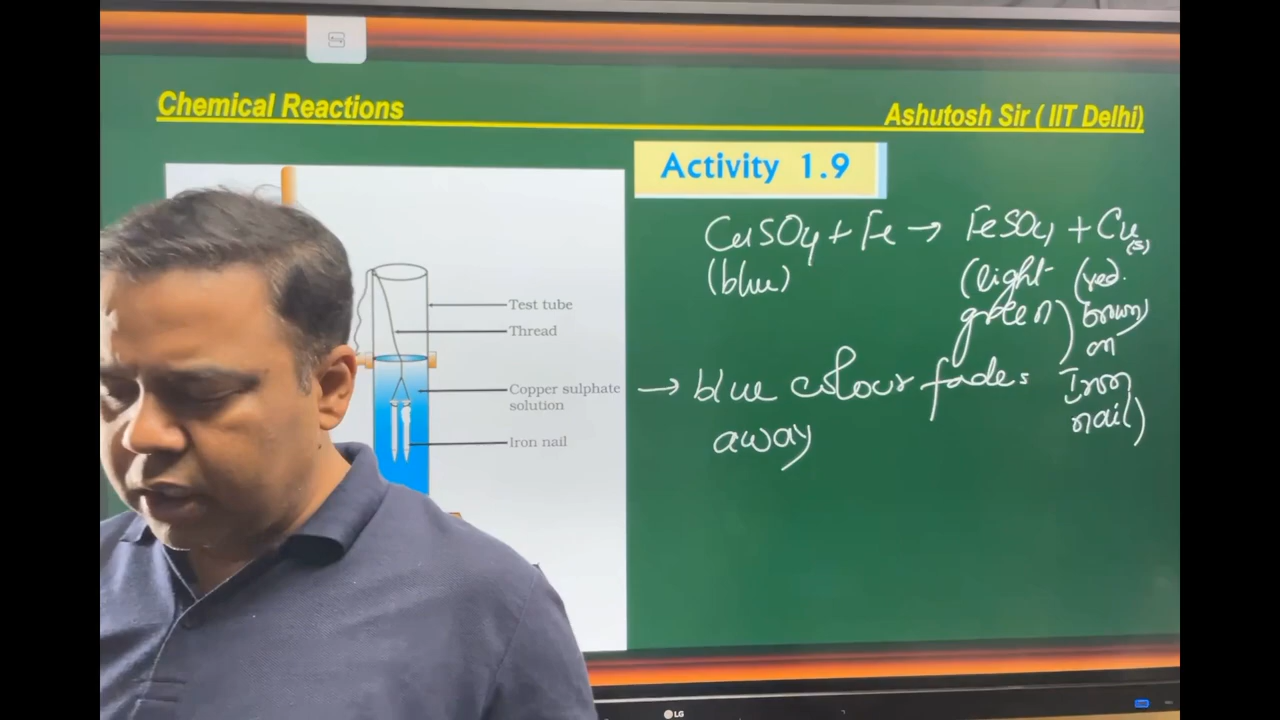 Chemical Reactions
Ashutosh Sir ( IIT Delhi)
Activity 1.9
CuSO4 + Fe → FeSO4 + Cu(s)
(blue)
(light green)
(red. brown on Iron nail)
Test tube
Thread
Copper sulphate
solution
Iron nail
→ blue colour fades
away
LG